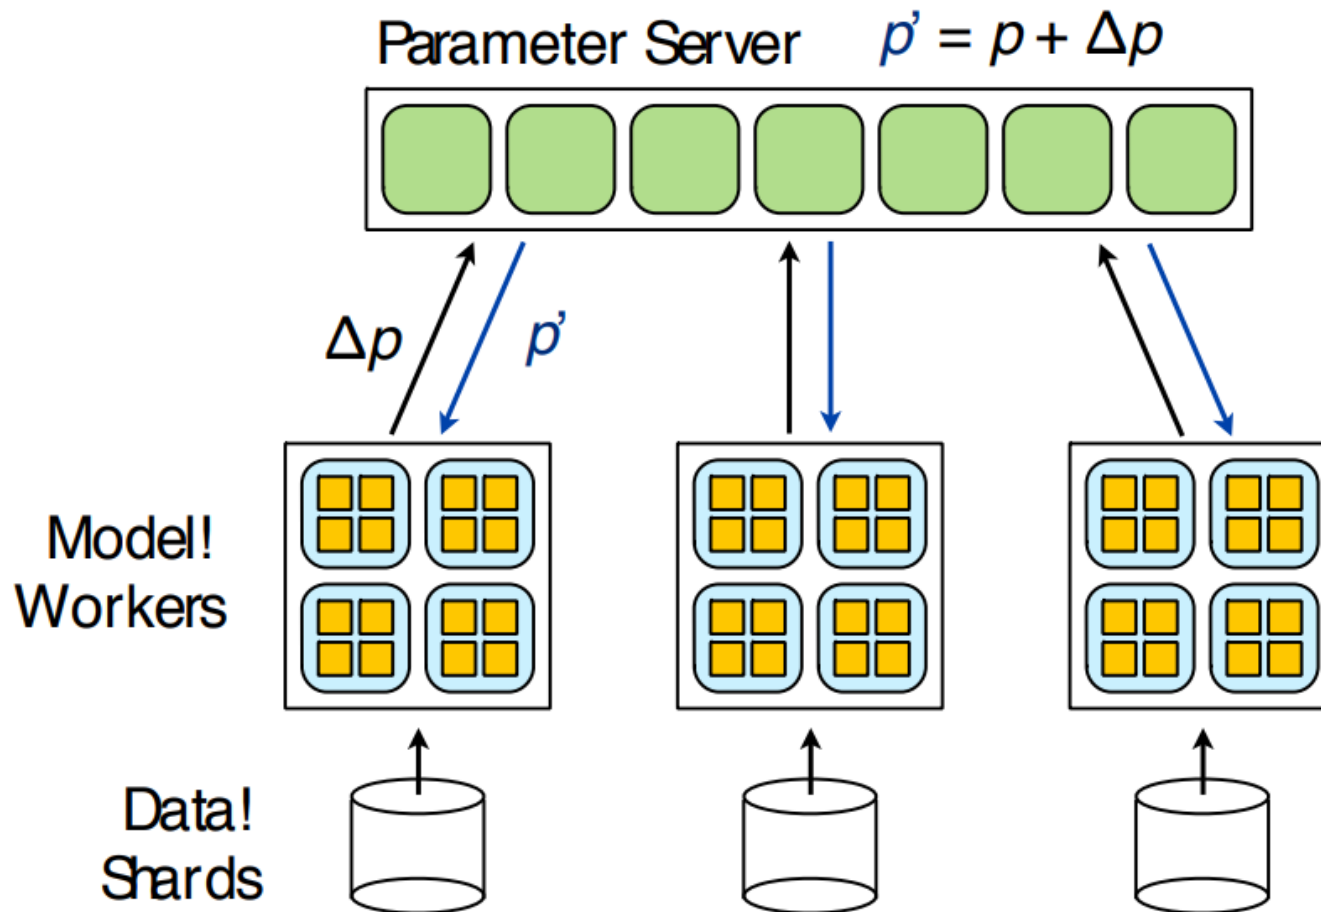 Parameter Server p’ = p + Δp
Δp
p’
Model!
Workers
Data!
Shards